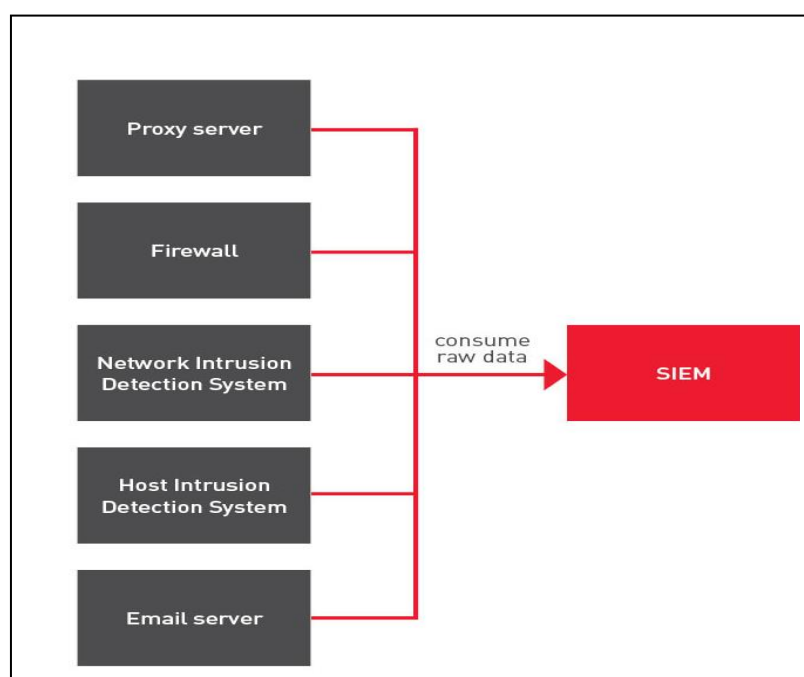 Proxy server
Firewall
Network Intrusion
Detection System
Host Intrusion
Detection System
Email server
consume
raw data
SIEM